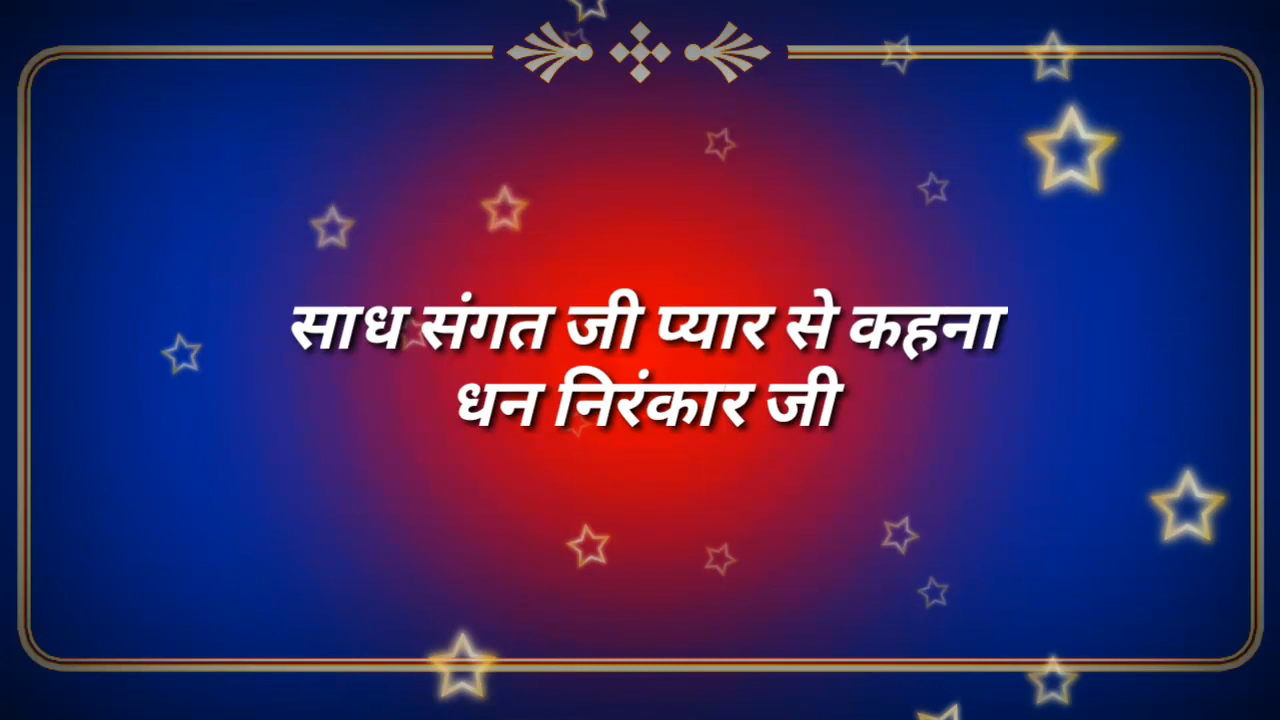 साध संगत जी प्यार से कहना
धन निरंकार जी